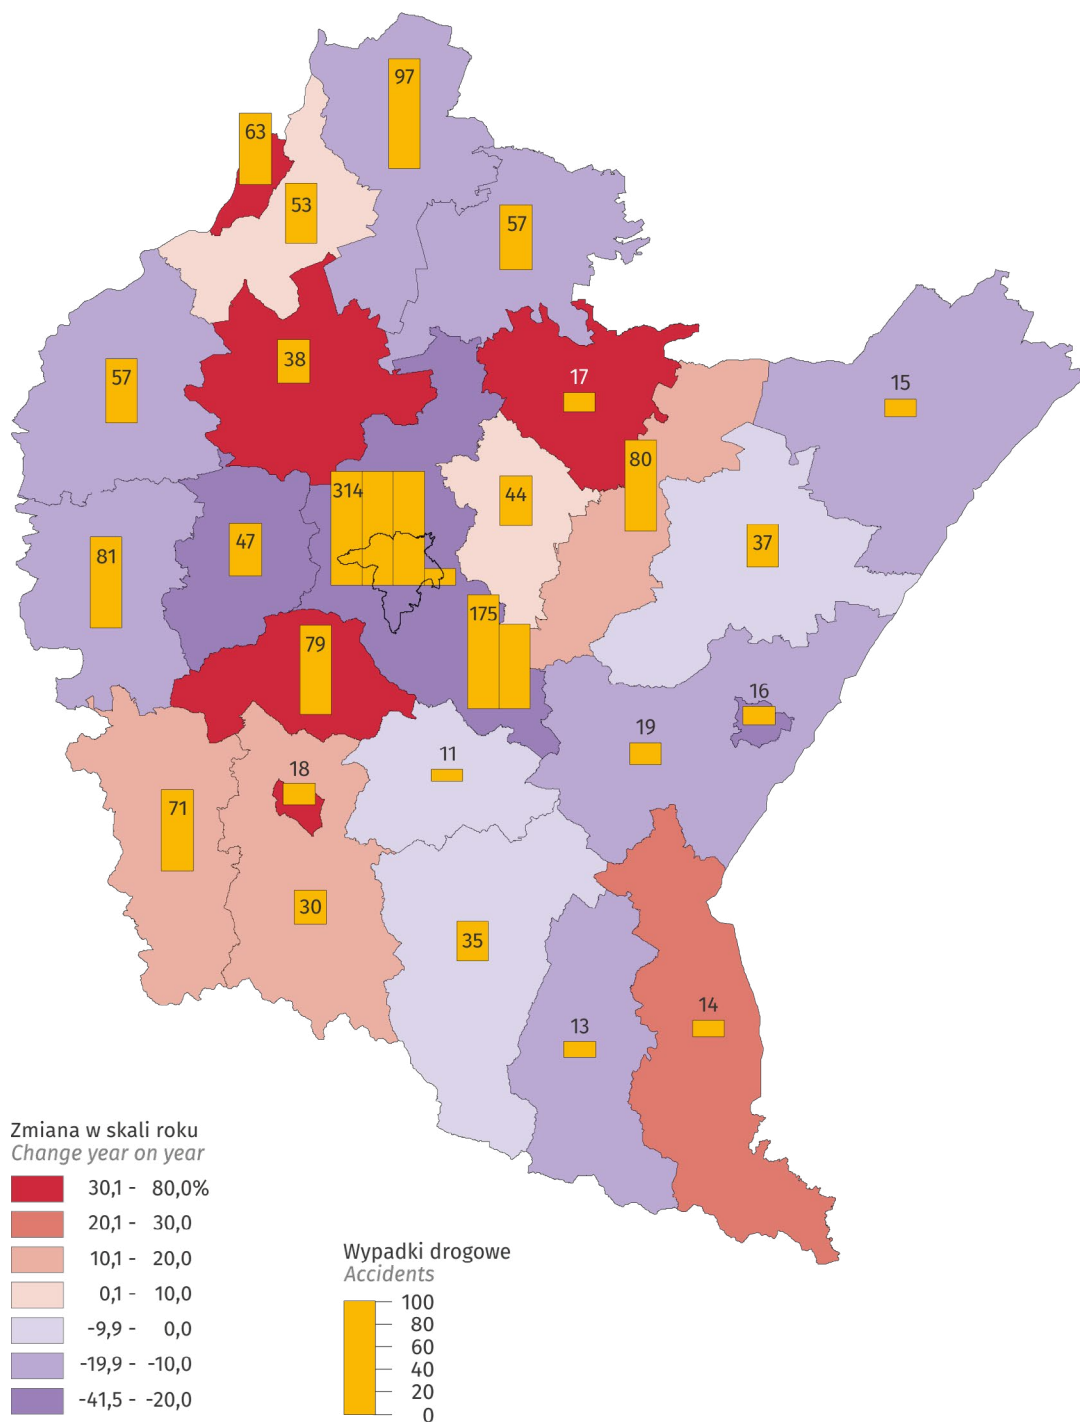 97
63
53
57
38
57
17
15
80
314
44
47
37
81
175
79
16
19
11
18
71
30
35
14
13
Zmiana w skali roku
Change year on year
30,1 - 80,0%
20,1 - 30,0
10,1 - 20,0
0,1 - 10,0
-9,9 - 0,0
-19,9 - -10,0
-41,5 - -20,0
Wypadki drogowe
Accidents
100
80
60
40
20
0